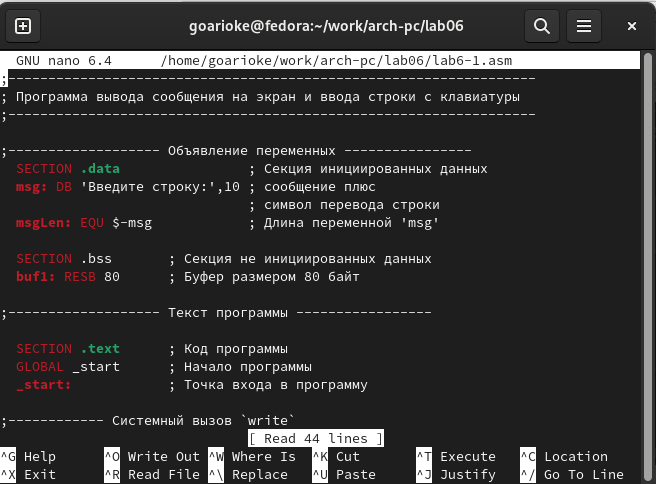 goarioke@fedora:~/work/arch-pc/lab06
GNU nano 6.4 /home/goarioke/work/arch-pc/lab06/lab6-1.asm
;------------------------------------------------------------------
; Программа вывода сообщения на экран и ввода строки с клавиатуры
;------------------------------------------------------------------
;------------------- Объявление переменных ----------------
SECTION .data ; Секция инициированных данных
msg: DB 'Введите строку:',10 ; сообщение плюс
; символ перевода строки
msgLen: EQU $-msg ; Длина переменной 'msg'
SECTION .bss ; Секция не инициированных данных
buf1: RESB 80 ; Буфер размером 80 байт
;------------------- Текст программы -----------------
SECTION .text ; Код программы
GLOBAL _start ; Начало программы
_start: ; Точка входа в программу
;------------ Системный вызов `write`
[ Read 44 lines ]
^G Help ^O Write Out ^W Where Is ^K Cut ^T Execute ^C Location
^X Exit ^R Read File ^\ Replace ^U Paste ^J Justify ^/ Go To Line